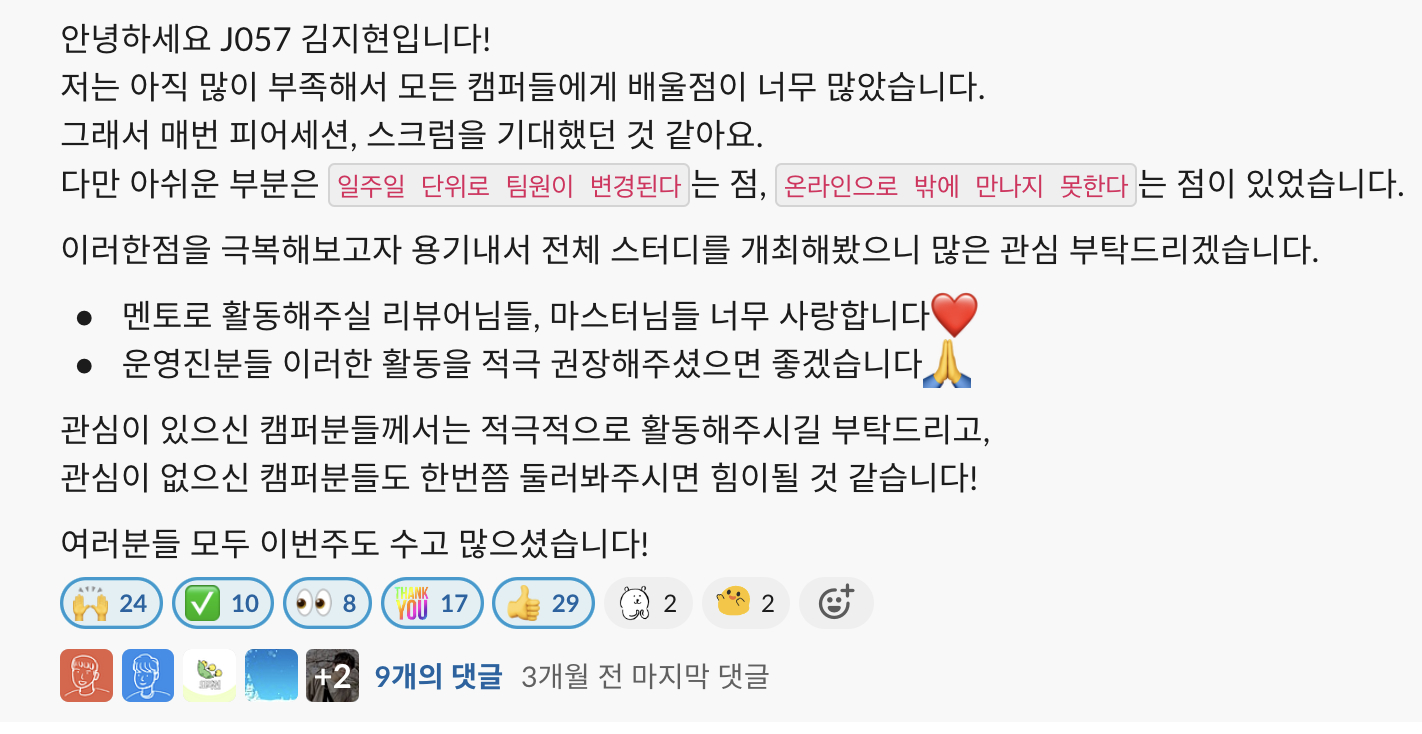 안녕하세요 J057 김지현입니다!
저는 아직 많이 부족해서 모든 캠퍼들에게 배울점이 너무 많았습니다.
그래서 매번 피어세션, 스크럼을 기대했던 것 같아요.
다만 아쉬운 부분은 일주일 단위로 팀원이 변경된다는 점, 온라인으로 밖에 만나지 못한다는 점이 있었습니다.
이러한점을 극복해보고자 용기내서 전체 스터디를 개최해봤으니 많은 관심 부탁드리겠습니다.
• 멘토로 활동해주실 리뷰어님들, 마스터님들 너무 사랑합니다❤️
• 운영진분들 이러한 활동을 적극 권장해주셨으면 좋겠습니다🙏
관심이 있으신 캠퍼분들께서는 적극적으로 활동해주시길 부탁드리고,
관심이 없으신 캠퍼분들도 한번쯤 둘러봐주시면 힘이될 것 같습니다!
여러분들 모두 이번주도 수고 많으셨습니다!
🙌 24 ✅ 10 👀 8 THANK YOU 17 👍 29 2 2
+2 9개의 댓글 3개월 전 마지막 댓글